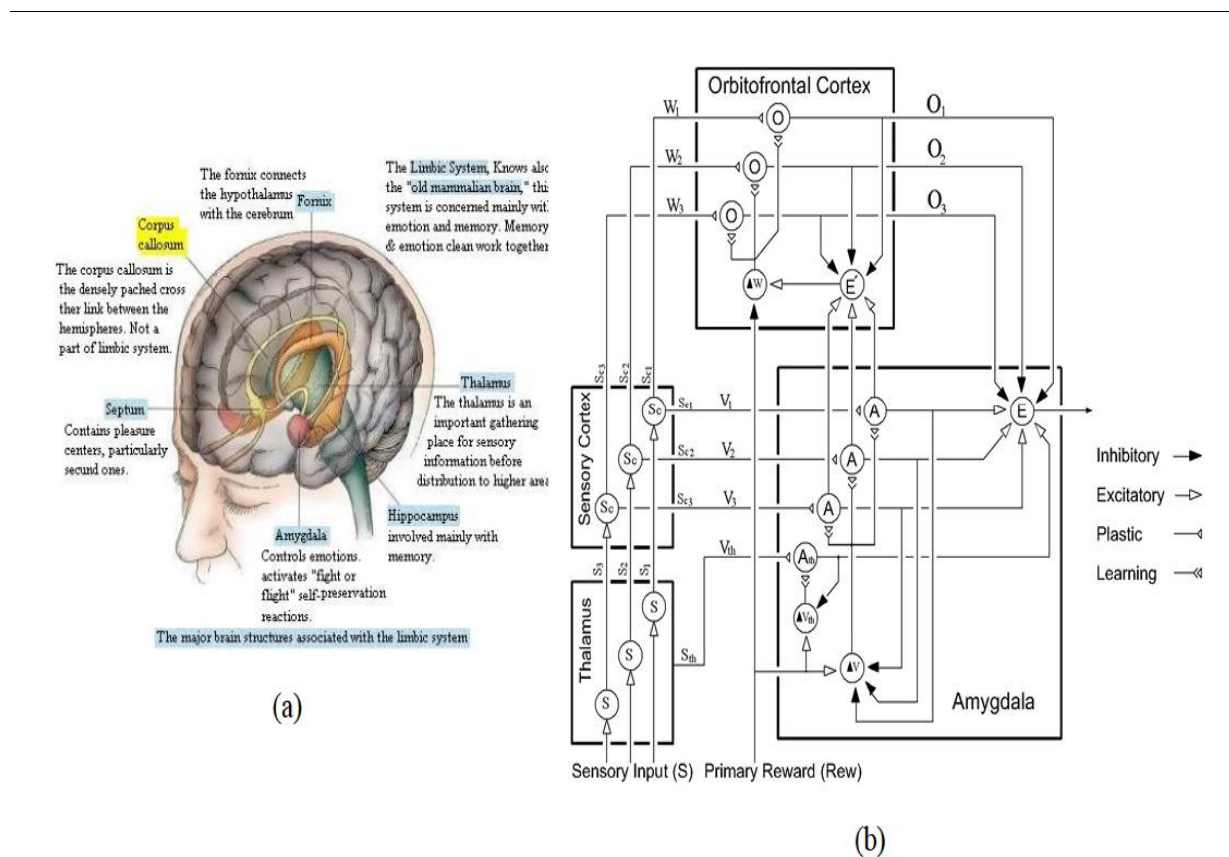 The fornix connects
the hypothalamus
with the cerebrum
Fornix
The Limbic System, Knows also
the "old mammalian brain," thi
system is concerned mainly wit
emotion and memory. Memory
& emotion clean work together
Corpus
callosum
The corpus callosum is
the densely pached cross
ther link between the
hemispheres. Not a
part of limbic system.
Septum
Contains pleasure
centers, particularly
secund ones.
Thalamus
The thalamus is an
important gathering
place for sensory
information before
distribution to higher area
Hippocampus
involved mainly with
memory.
Amygdala
Controls emotions.
activates "fight or
flight" self-preservation
reactions.
The major brain structures associated with the limbic system
(a)
Orbitofrontal Cortex
W1
O
O1
W2
O
O2
W3
O
O3
▲W
E'
Sc3
Sc2
Sc1
Sensory Cortex
Sc
Sc1
V1
A
E
Sc
Sc2
V2
A
Sc
Sc3
V3
A
Vth
Ath
S3
S2
S1
Thalamus
S
S
S
Sth
▲Vth
▲V
Amygdala
Inhibitory
Excitatory
Plastic
Learning
Sensory Input (S)
Primary Reward (Rew)
(b)